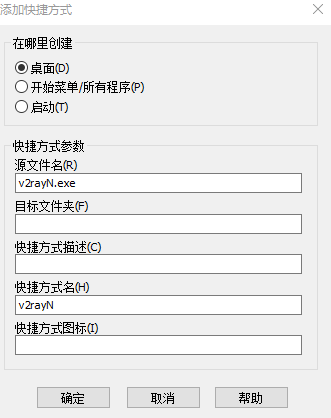 添加快捷方式
在哪里创建
桌面(D)
开始菜单/所有程序(P)
启动(T)
快捷方式参数
源文件名(R)
v2rayN.exe
目标文件夹(F)
快捷方式描述(C)
快捷方式名(H)
v2rayN
快捷方式图标(I)
确定 取消 帮助